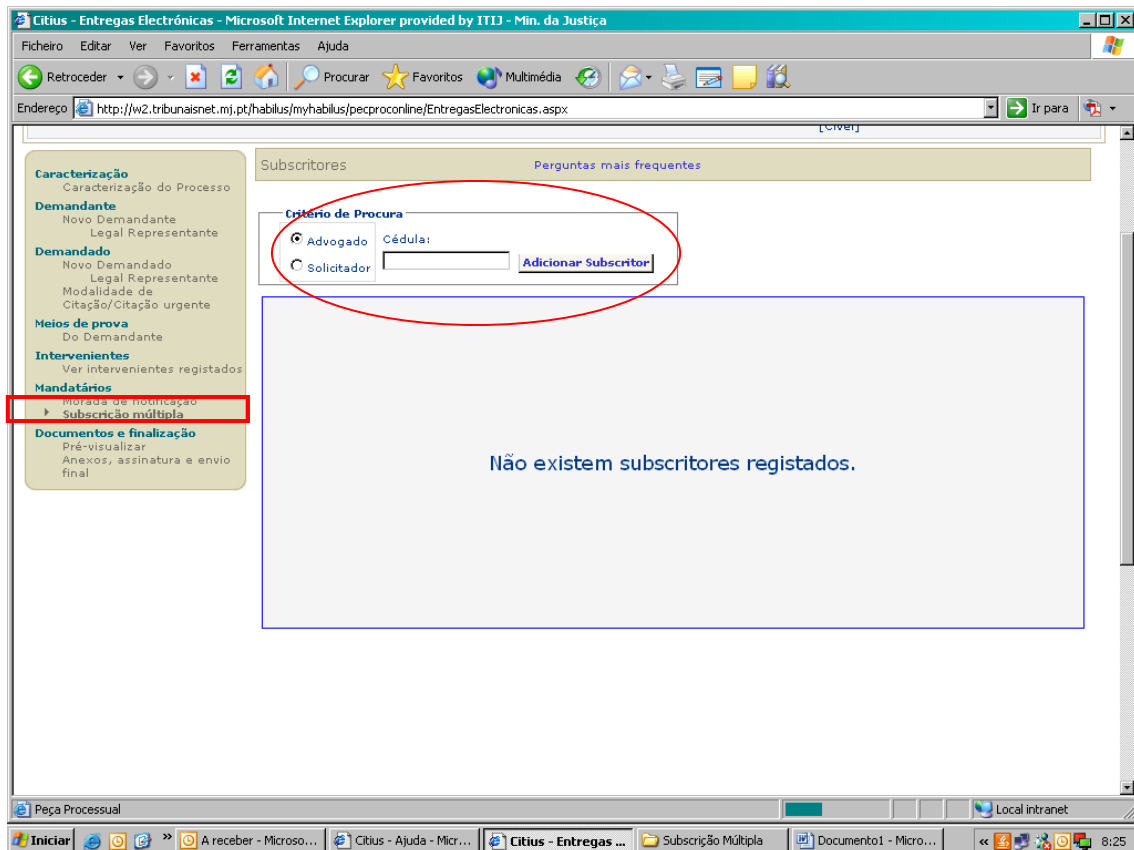 Citius - Entregas Electrónicas - Microsoft Internet Explorer provided by ITIJ - Min. da Justiça
Ficheiro Editar Ver Favoritos Ferramentas Ajuda
Retroceder Procurar Favoritos Multimédia
Endereço http://w2.tribunaisnet.mj.pt/habilus/myhabilus/pecproconline/EntregasElectronicas.aspx Ir para
[Cível]
Caracterização
Caracterização do Processo
Demandante
Novo Demandante
Legal Representante
Demandado
Novo Demandado
Legal Representante
Modalidade de
Citação/Citação urgente
Meios de prova
Do Demandante
Intervenientes
Ver intervenientes registados
Mandatários
Morada de notificação
Subscrição múltipla
Documentos e finalização
Pré-visualizar
Anexos, assinatura e envio
final
Subscritores Perguntas mais frequentes
Critério de Procura
Advogado Cédula:
Solicitador Adicionar Subscritor
Não existem subscritores registados.
Peça Processual Local intranet
Iniciar » A receber - Microso... Citius - Ajuda - Micr... Citius - Entregas ... Subscrição Múltipla Documento1 - Micro... « 8:25